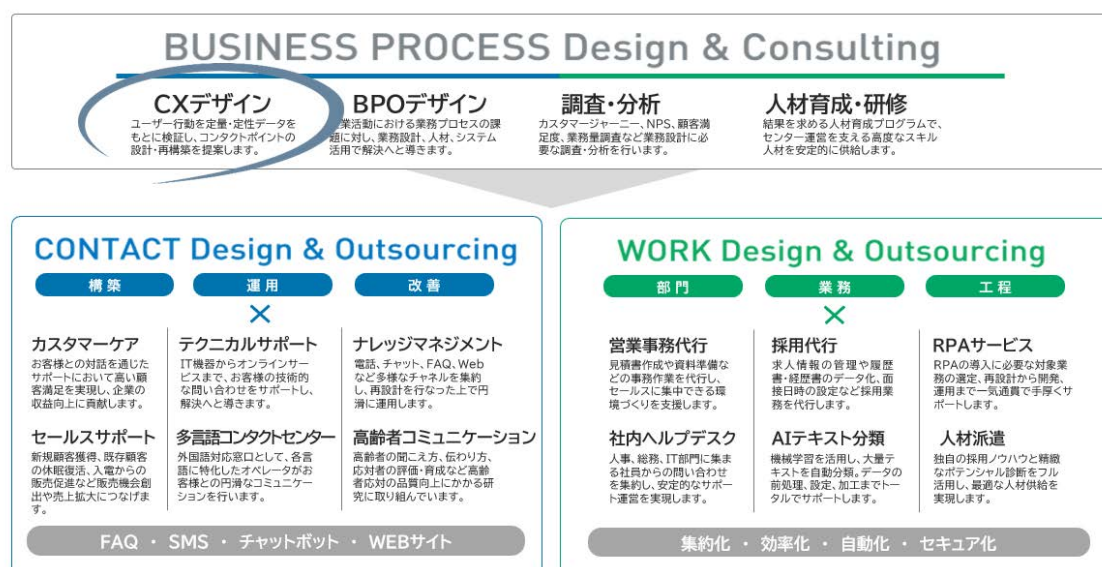 BUSINESS PROCESS Design & Consulting
CXデザイン
ユーザー行動を定量・定性データを
もとに検証し、コンタクトポイントの
設計・再構築を提案します。
BPOデザイン
業活動における業務プロセスの課
題に対し、業務設計、人材、システム
活用で解決へと導きます。
調査・分析
カスタマージャーニー、NPS、顧客満
足度、業務量調査など業務設計に必
要な調査・分析を行います。
人材育成・研修
結果を求める人材育成プログラムで、
センター運営を支える高度なスキル
人材を安定的に供給します。
CONTACT Design & Outsourcing
構築
運用
改善
×
カスタマーケア
お客様との対話を通じた
サポートにおいて高い顧
客満足を実現し、企業の
収益向上に貢献します。
テクニカルサポート
IT機器からオンラインサー
ビスまで、お客様の技術的
な問い合わせをサポートし、
解決へと導きます。
ナレッジマネジメント
電話、チャット、FAQ、Web
など多様なチャネルを集約
し、再設計を行なった上で円
滑に運用します。
セールスサポート
新規顧客獲得、既存顧客
の休眠復活、入電からの
販売促進など販売機会創
出や売上拡大につなげま
す。
多言語コンタクトセンター
外国語対応窓口として、各言
語に特化したオペレータがお
客様との円滑なコミュニケー
ションを行います。
高齢者コミュニケーション
高齢者の聞こえ方、伝わり方、
応対者の評価・育成など高齢
者応対の品質向上にかかる研
究に取り組んでいます。
FAQ ・ SMS ・ チャットボット ・ WEBサイト
WORK Design & Outsourcing
部門
業務
工程
×
営業事務代行
見積書作成や資料準備な
どの事務作業を代行し、
セールスに集中できる環
境づくりを支援します。
採用代行
求人情報の管理や履歴
書・経歴書のデータ化、面
接日時の設定など採用業
務を代行します。
RPAサービス
RPAの導入に必要な対象業
務の選定、再設計から開発、
運用まで一気通貫で手厚くサ
ポートします。
社内ヘルプデスク
人事、総務、IT部門に集ま
る社員からの問い合わせ
を集約し、安定的なサポー
ト運営を実現します。
AIテキスト分類
機械学習を活用し、大量テ
キストを自動分類。データの
前処理、設定、加工までトー
タルでサポートします。
人材派遣
独自の採用ノウハウと精緻
なポテンシャル診断をフル
活用し、最適な人材供給を
実現します。
集約化 ・ 効率化 ・ 自動化 ・ セキュア化